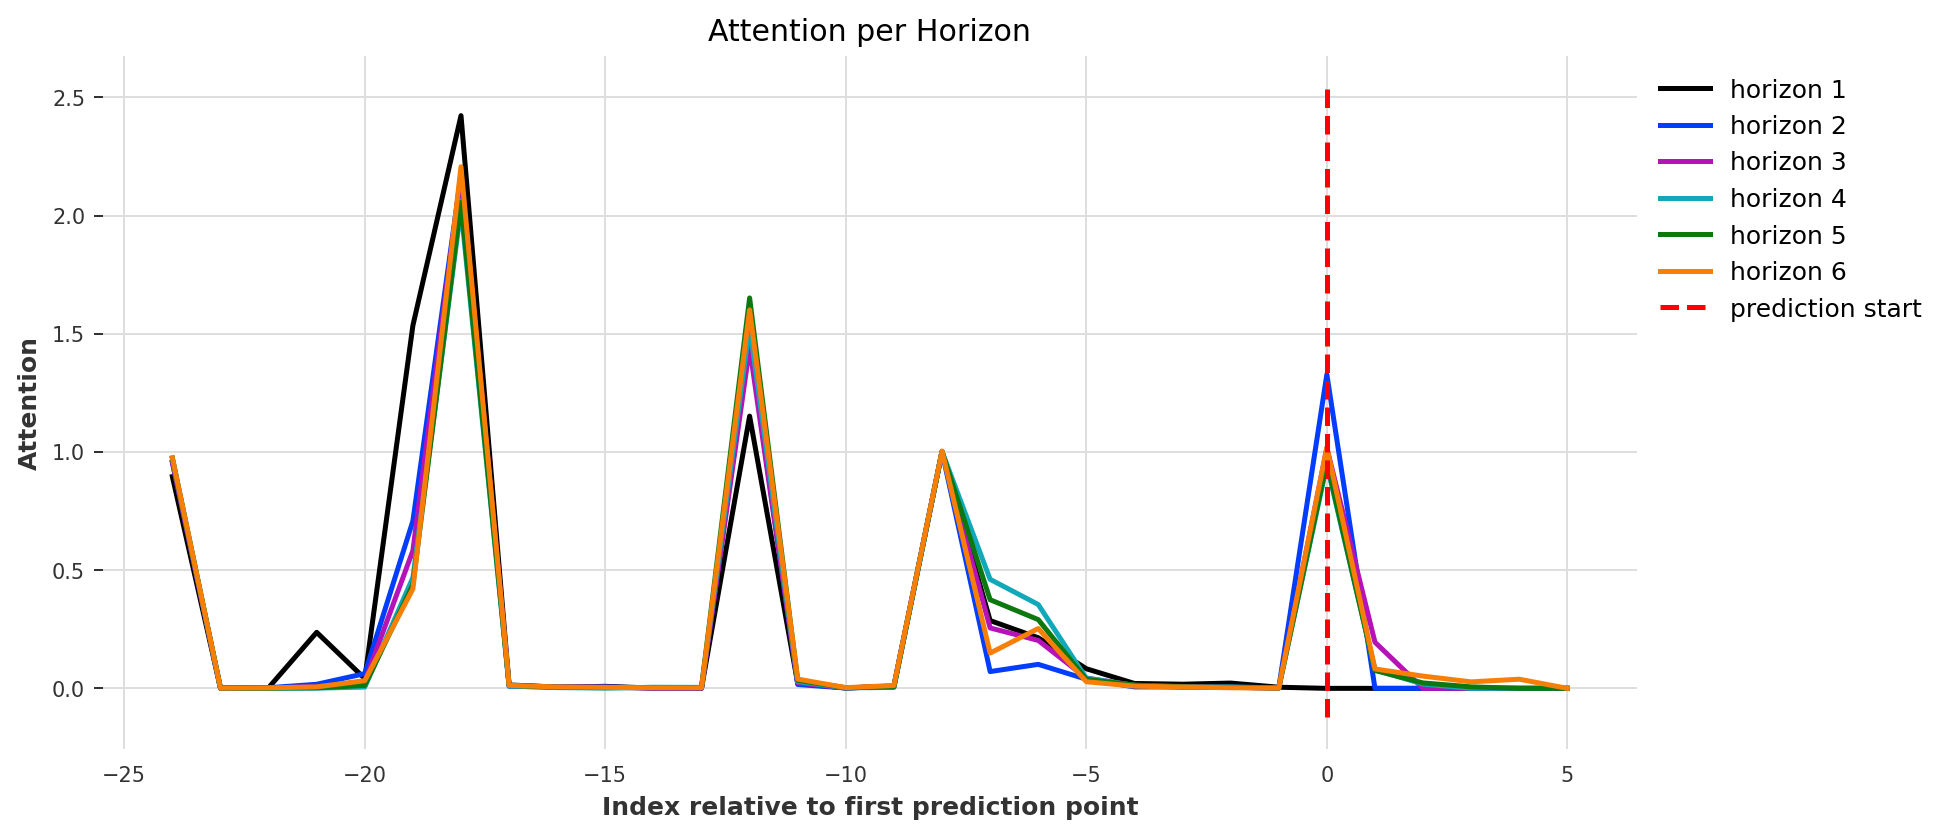 Attention per Horizon
Attention
2.5
2.0
1.5
1.0
0.5
0.0
−25
−20
−15
−10
−5
0
5
Index relative to first prediction point
horizon 1
horizon 2
horizon 3
horizon 4
horizon 5
horizon 6
prediction start